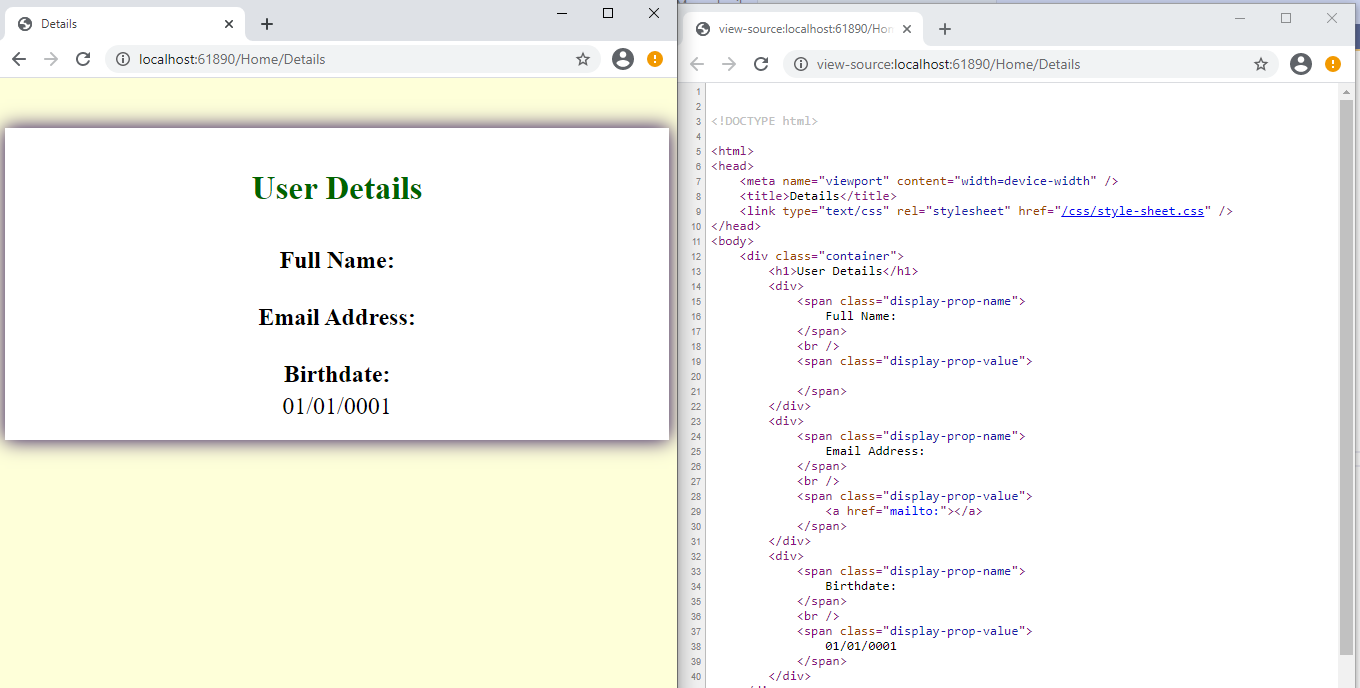 Details
localhost:61890/Home/Details
User Details
Full Name:
Email Address:
Birthdate:
01/01/0001
view-source:localhost:61890/Hom
view-source:localhost:61890/Home/Details
1
2
3 <!DOCTYPE html>
4
5 <html>
6 <head>
7 <meta name="viewport" content="width=device-width" />
8 <title>Details</title>
9 <link type="text/css" rel="stylesheet" href="/css/style-sheet.css" />
10 </head>
11 <body>
12 <div class="container">
13 <h1>User Details</h1>
14 <div>
15 <span class="display-prop-name">
16 Full Name:
17 </span>
18 <br />
19 <span class="display-prop-value">
20
21 </span>
22 </div>
23 <div>
24 <span class="display-prop-name">
25 Email Address:
26 </span>
27 <br />
28 <span class="display-prop-value">
29 <a href="mailto:"></a>
30 </span>
31 </div>
32 <div>
33 <span class="display-prop-name">
34 Birthdate:
35 </span>
36 <br />
37 <span class="display-prop-value">
38 01/01/0001
39 </span>
40 </div>